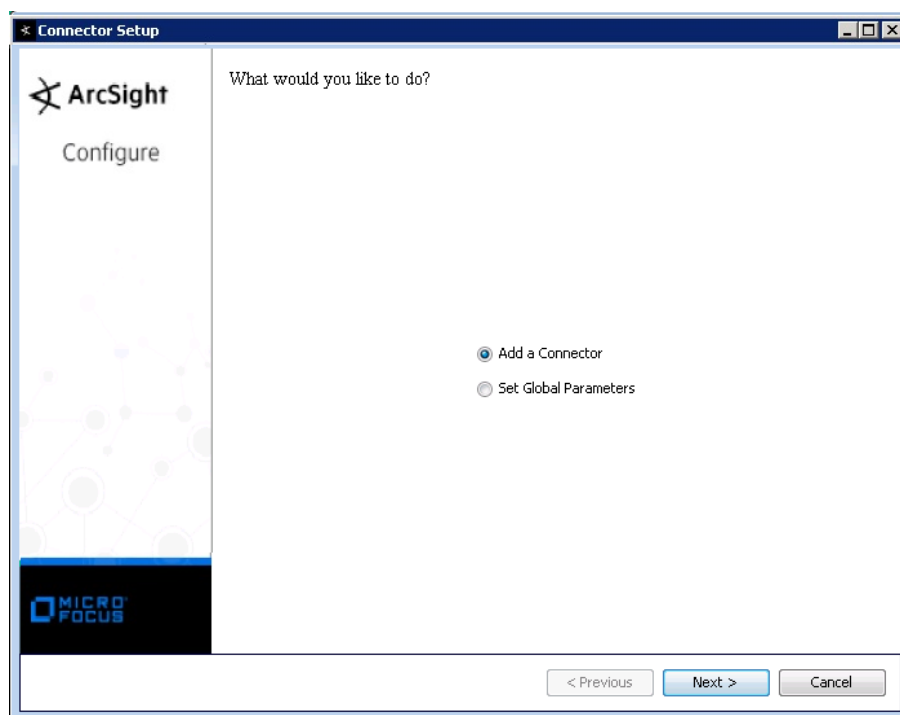 Connector Setup
ArcSight
Configure
What would you like to do?
Add a Connector
Set Global Parameters
MICRO
FOCUS
< Previous
Next >
Cancel